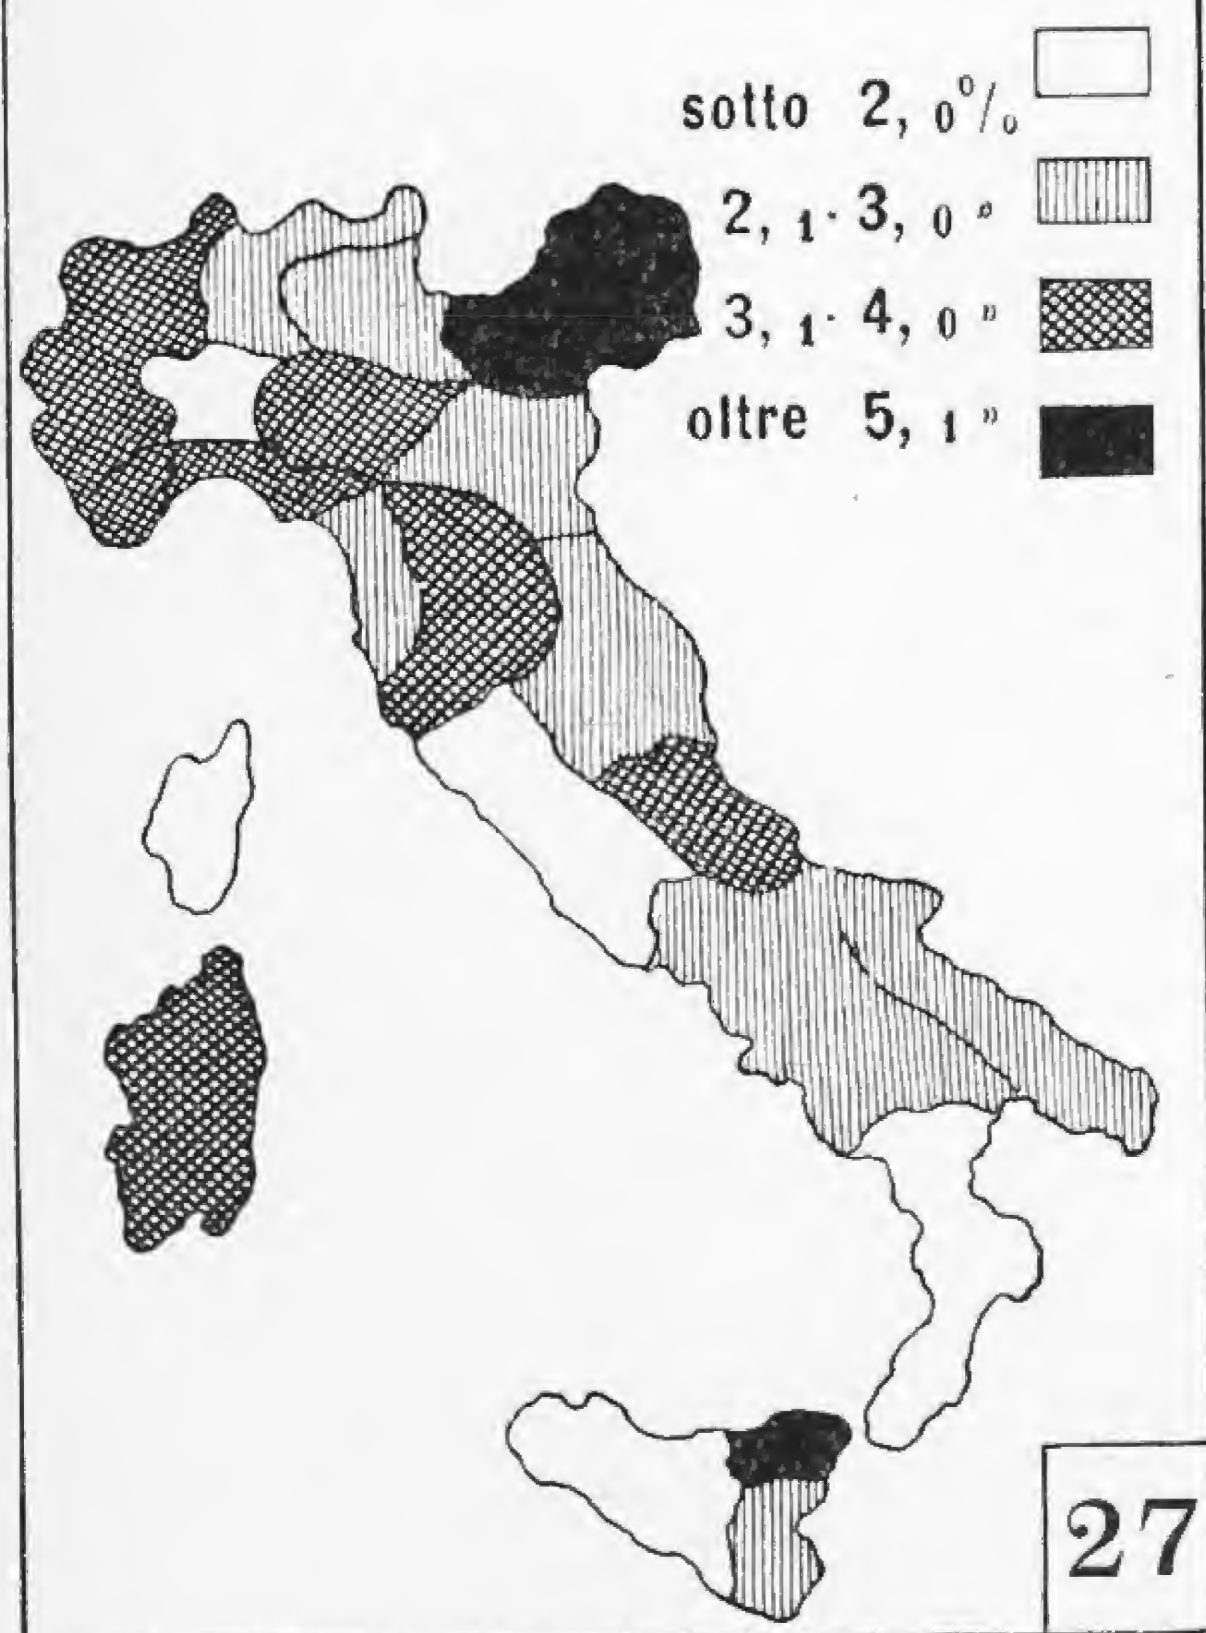 sotto 2, 0%
2, 1 · 3, 0 "
3, 1 · 4, 0 "
oltre 5, 1 "
27